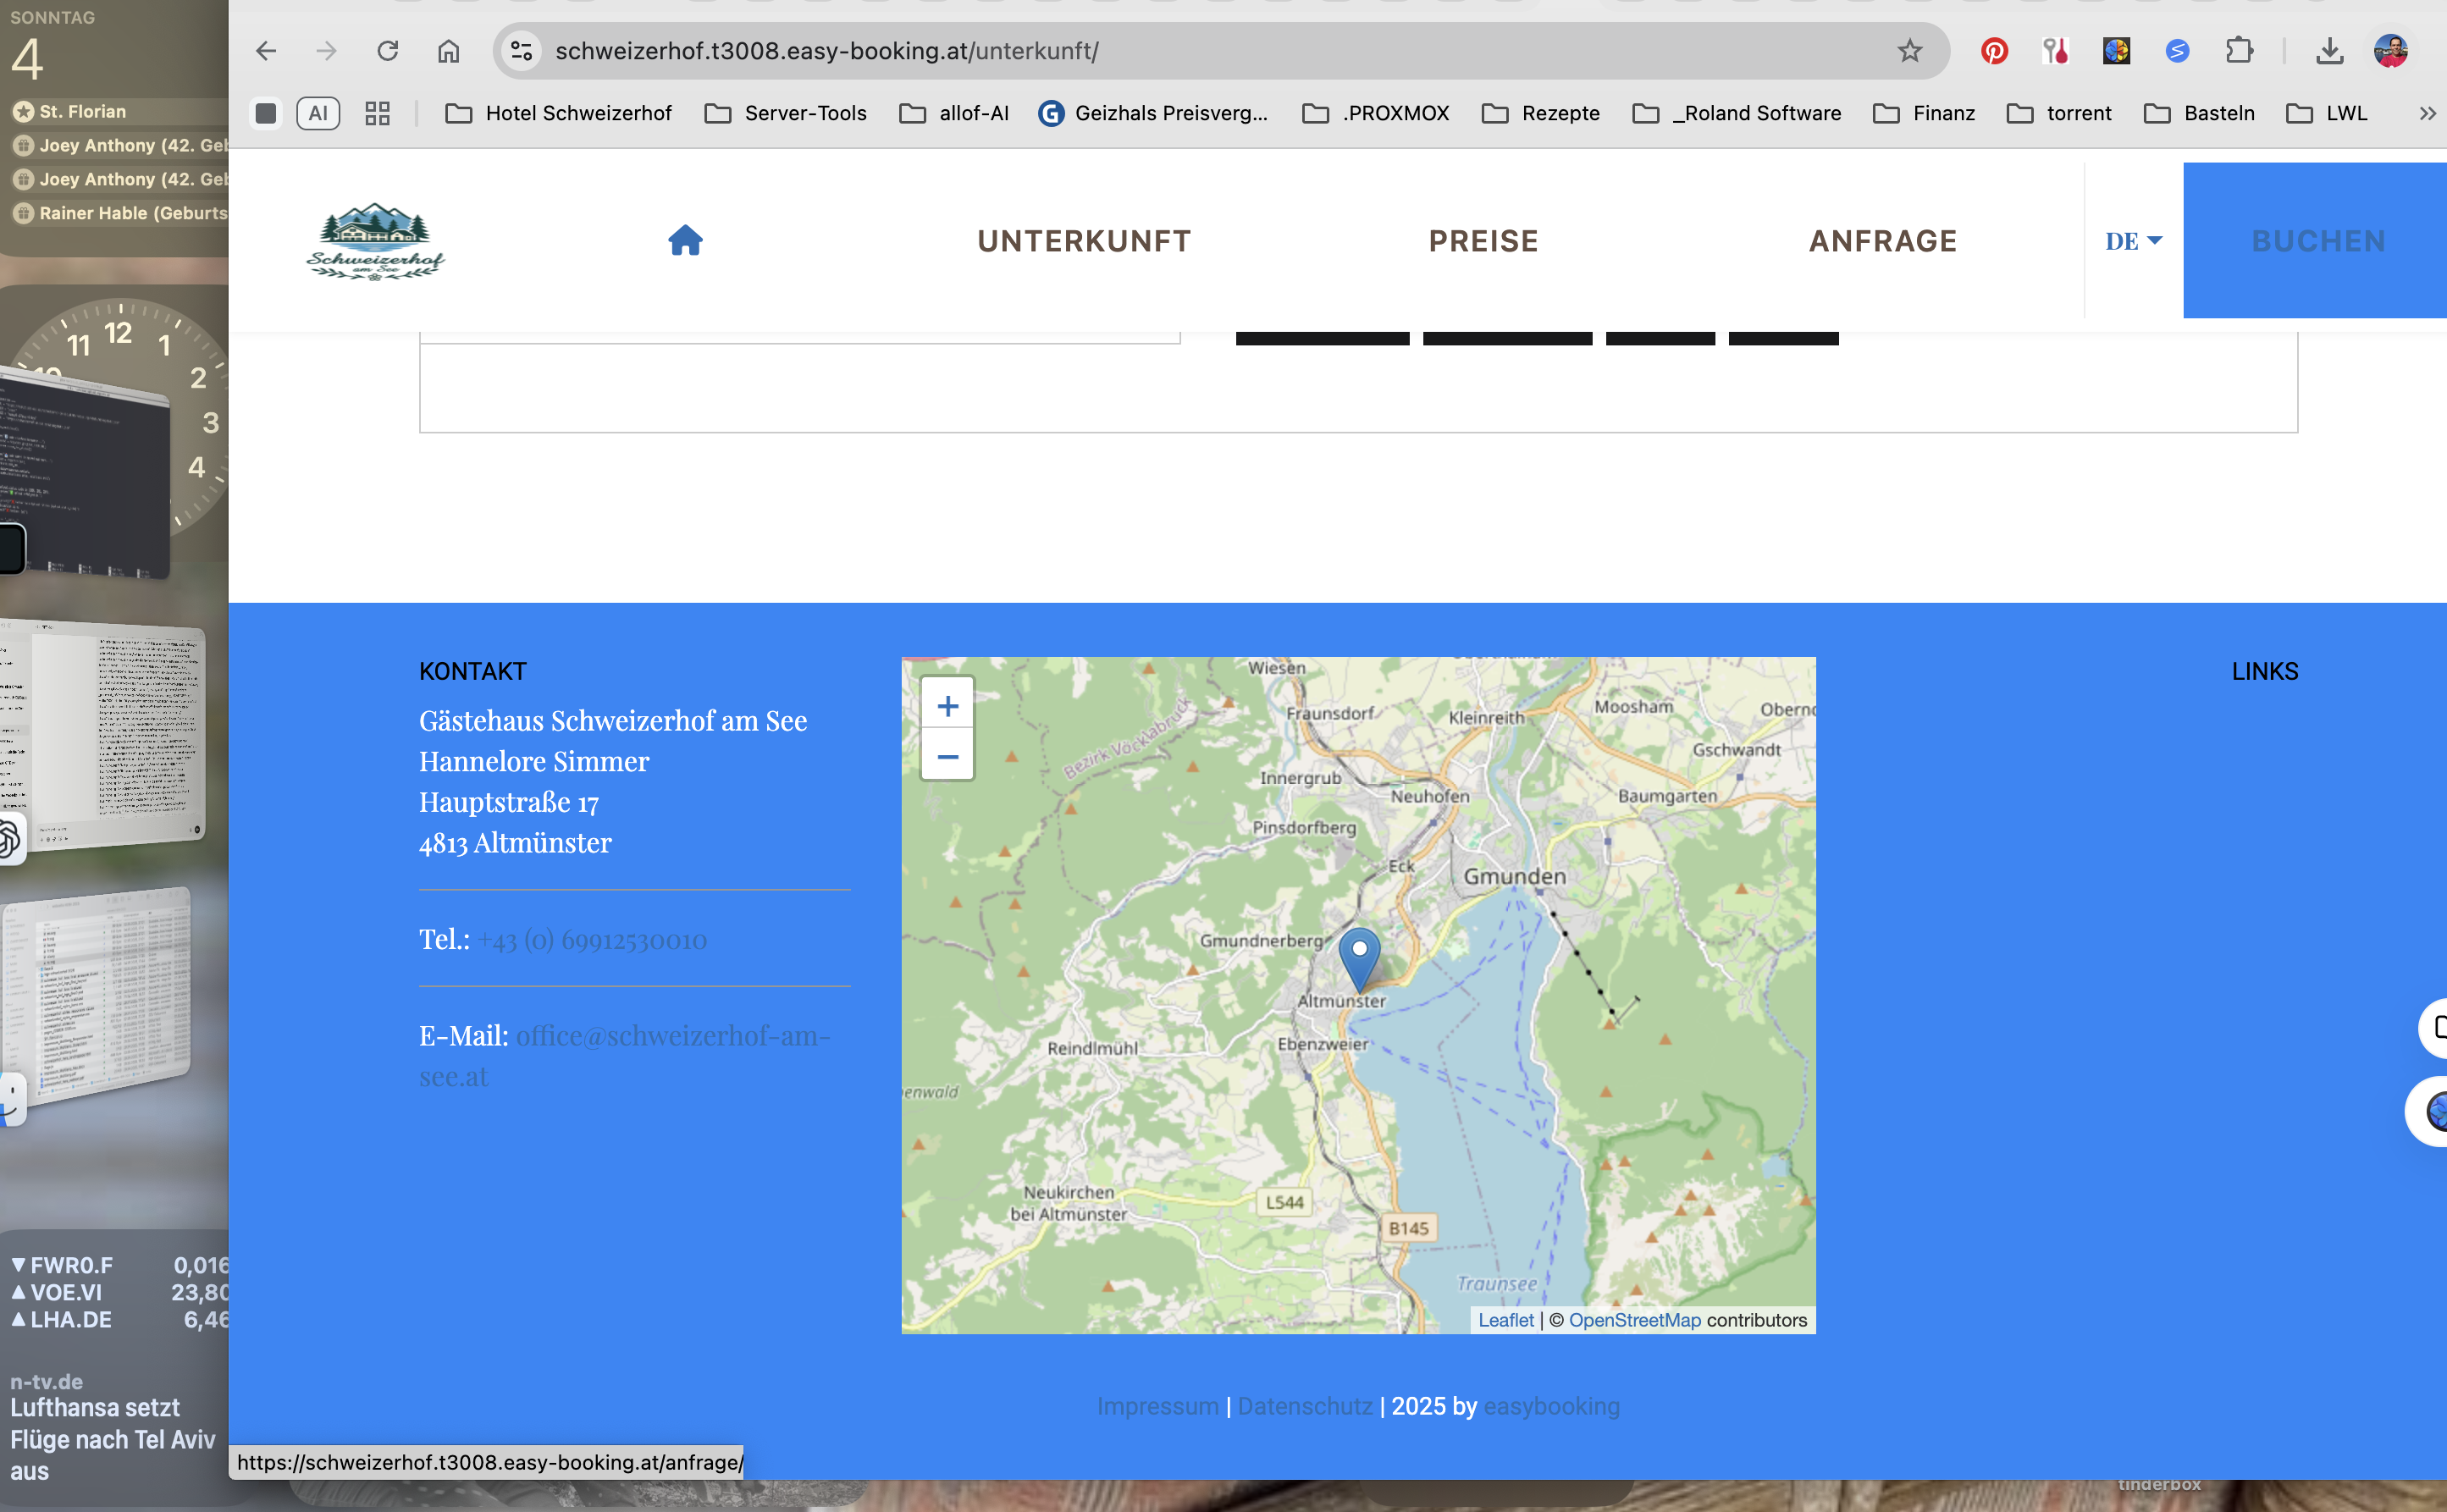 SONNTAG
4
St. Florian
Joey Anthony (42. Geb
Joey Anthony (42. Geb
Rainer Hable (Geburts
11 12 1
10 2
3
4
FWR0.F 0,016
VOE.VI 23,80
LHA.DE 6,46
n-tv.de
Lufthansa setzt
Flüge nach Tel Aviv
aus
schweizerhof.t3008.easy-booking.at/unterkunft/
AI
Hotel Schweizerhof
Server-Tools
allof-AI
G Geizhals Preisverg...
.PROXMOX
Rezepte
_Roland Software
Finanz
torrent
Basteln
LWL
Schweizerhof
am See
UNTERKUNFT
PREISE
ANFRAGE
DE
BUCHEN
KONTAKT
Gästehaus Schweizerhof am See
Hannelore Simmer
Hauptstraße 17
4813 Altmünster
Tel.: +43 (0) 69912530010
E-Mail: office@schweizerhof-am-
see.at
+
−
Wiesen
Bezirk Vöcklabruck
Fraunsdorf
Kleinreith
Moosham
Obernd
Gschwandt
Innergrub
Neuhofen
Baumgarten
Pinsdorfberg
Eck
Gmunden
Gmundnerberg
Altmünster
Ebenzweier
Reindlmühl
enwald
Neukirchen
bei Altmünster
L544
B145
Traunsee
Leaflet | © OpenStreetMap contributors
LINKS
Impressum | Datenschutz | 2025 by easybooking
https://schweizerhof.t3008.easy-booking.at/anfrage/
tinderbox